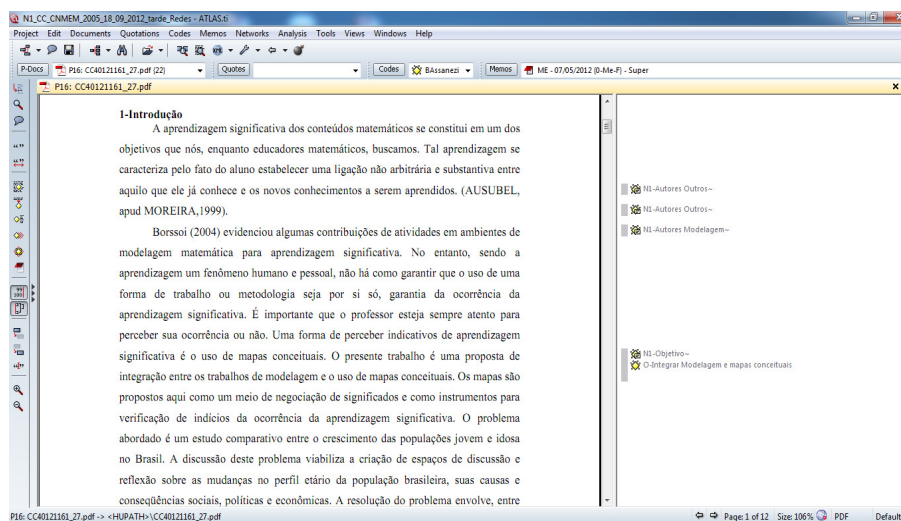 N1_CC_CNMEM_2005_18_09_2012_tarde_Redes - ATLAS.ti
Project Edit Documents Quotations Codes Memos Networks Analysis Tools Views Windows Help
P-Docs P16: CC40121161_27.pdf {22} Quotes Codes BAssanezi Memos ME - 07/05/2012 {0-Me-F} - Super
P16: CC40121161_27.pdf
1-Introdução
A aprendizagem significativa dos conteúdos matemáticos se constitui em um dos
objetivos que nós, enquanto educadores matemáticos, buscamos. Tal aprendizagem se
caracteriza pelo fato do aluno estabelecer uma ligação não arbitrária e substantiva entre
aquilo que ele já conhece e os novos conhecimentos a serem aprendidos. (AUSUBEL,
N1-Autores Outros~
apud MOREIRA,1999).
N1-Autores Outros~
Borssoi (2004) evidenciou algumas contribuições de atividades em ambientes de
N1-Autores Modelagem~
modelagem matemática para aprendizagem significativa. No entanto, sendo a
aprendizagem um fenômeno humano e pessoal, não há como garantir que o uso de uma
forma de trabalho ou metodologia seja por si só, garantia da ocorrência da
aprendizagem significativa. É importante que o professor esteja sempre atento para
perceber sua ocorrência ou não. Uma forma de perceber indicativos de aprendizagem
significativa é o uso de mapas conceituais. O presente trabalho é uma proposta de
N1-Objetivo~
O-Integrar Modelagem e mapas conceituais
integração entre os trabalhos de modelagem e o uso de mapas conceituais. Os mapas são
propostos aqui como um meio de negociação de significados e como instrumentos para
verificação de indícios da ocorrência da aprendizagem significativa. O problema
abordado é um estudo comparativo entre o crescimento das populações jovem e idosa
no Brasil. A discussão deste problema viabiliza a criação de espaços de discussão e
reflexão sobre as mudanças no perfil etário da população brasileira, suas causas e
conseqüências sociais, políticas e econômicas. A resolução do problema envolve, entre
P16: CC40121161_27.pdf -> <HUPATH>\CC40121161_27.pdf Page: 1 of 12 Size: 106% PDF Default